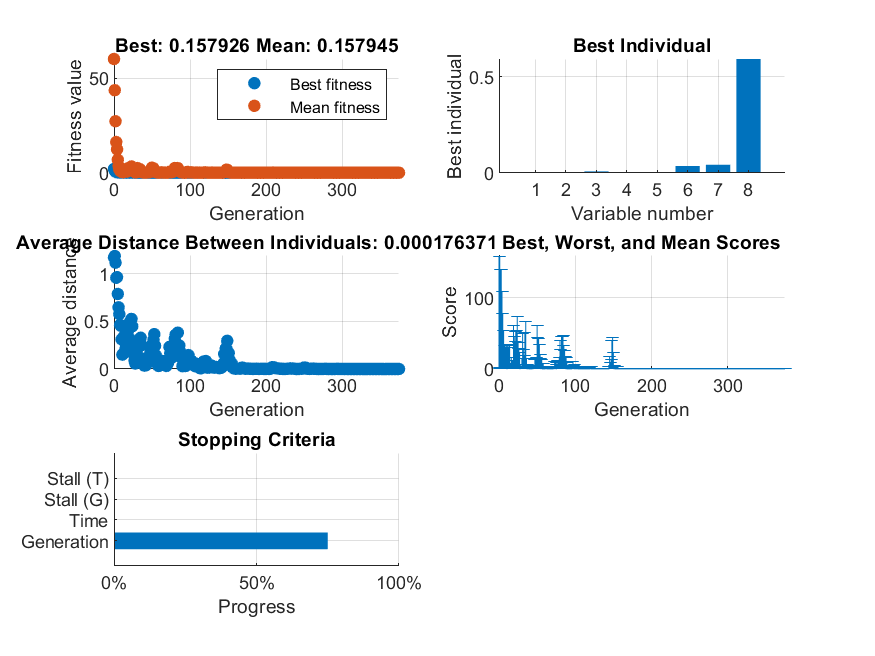 Best: 0.157926 Mean: 0.157945
Fitness value
50
0
Best fitness
Mean fitness
0 100 200 300
Generation
Best Individual
Best individual
0.5
0
1 2 3 4 5 6 7 8
Variable number
Average Distance Between Individuals: 0.000176371
Average distance
1
0.5
0
0 100 200 300
Generation
Best, Worst, and Mean Scores
Score
100
0
0 100 200 300
Generation
Stopping Criteria
Stall (T)
Stall (G)
Time
Generation
0% 50% 100%
Progress